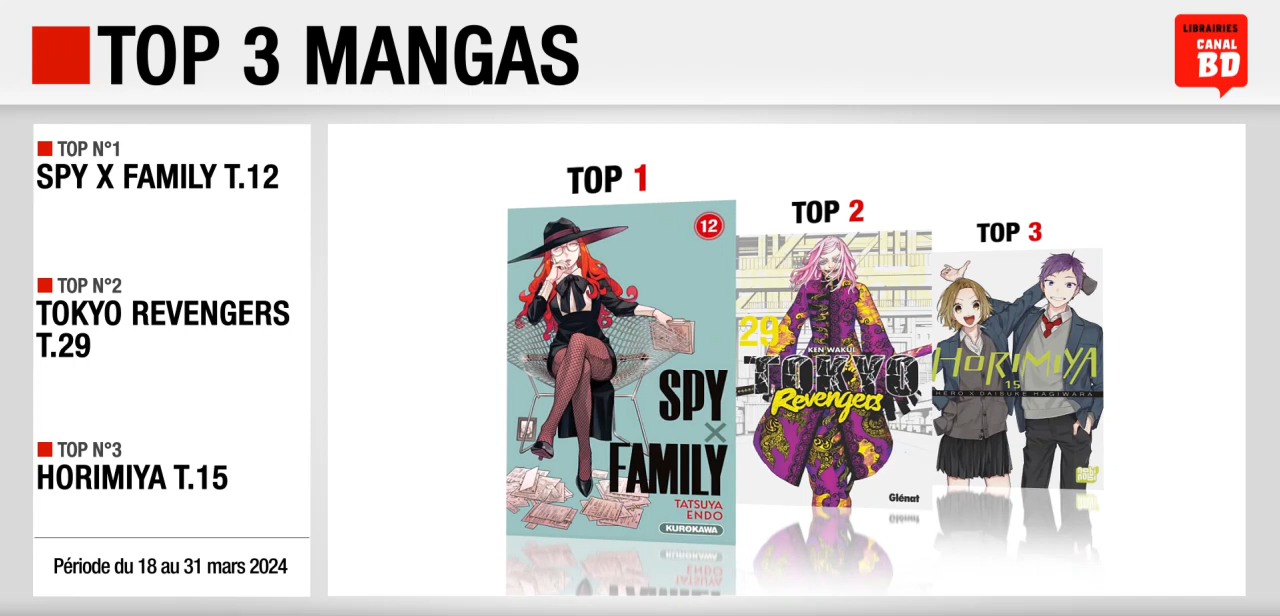 TOP 3 MANGAS
LIBRAIRIES
CANAL
BD
TOP N°1
SPY X FAMILY T.12
TOP N°2
TOKYO REVENGERS
T.29
TOP N°3
HORIMIYA T.15
Période du 18 au 31 mars 2024
TOP 1
12
SPY
×
FAMILY
TATSUYA
ENDO
KUROKAWA
TOP 2
29
KEN WAKUI
TOKYO
Revengers
Glénat
TOP 3
HORIMIYA
15
HERO X DAISUKE HAGIWARA